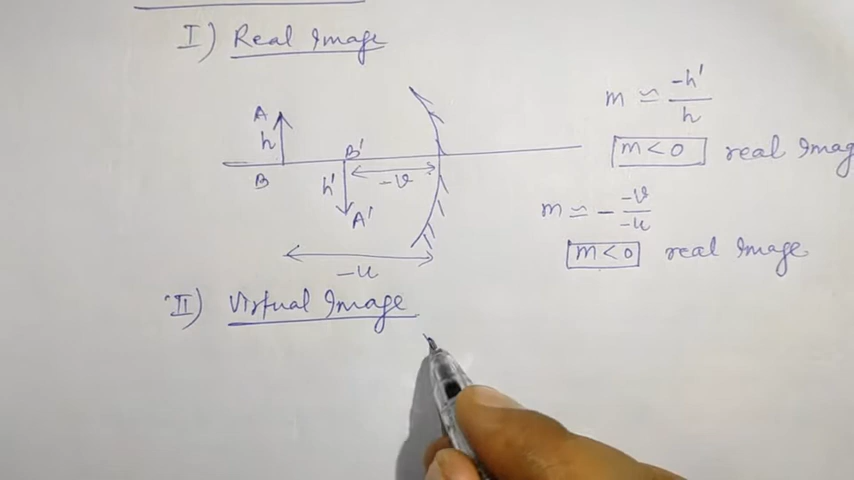 I) Real Image
A
h
B
B'
h'
A'
-v
-u
m ≃ -h'/h
m<0 real Imag
m ≃ - -v/-u
m<0 real Image
II) Virtual Image